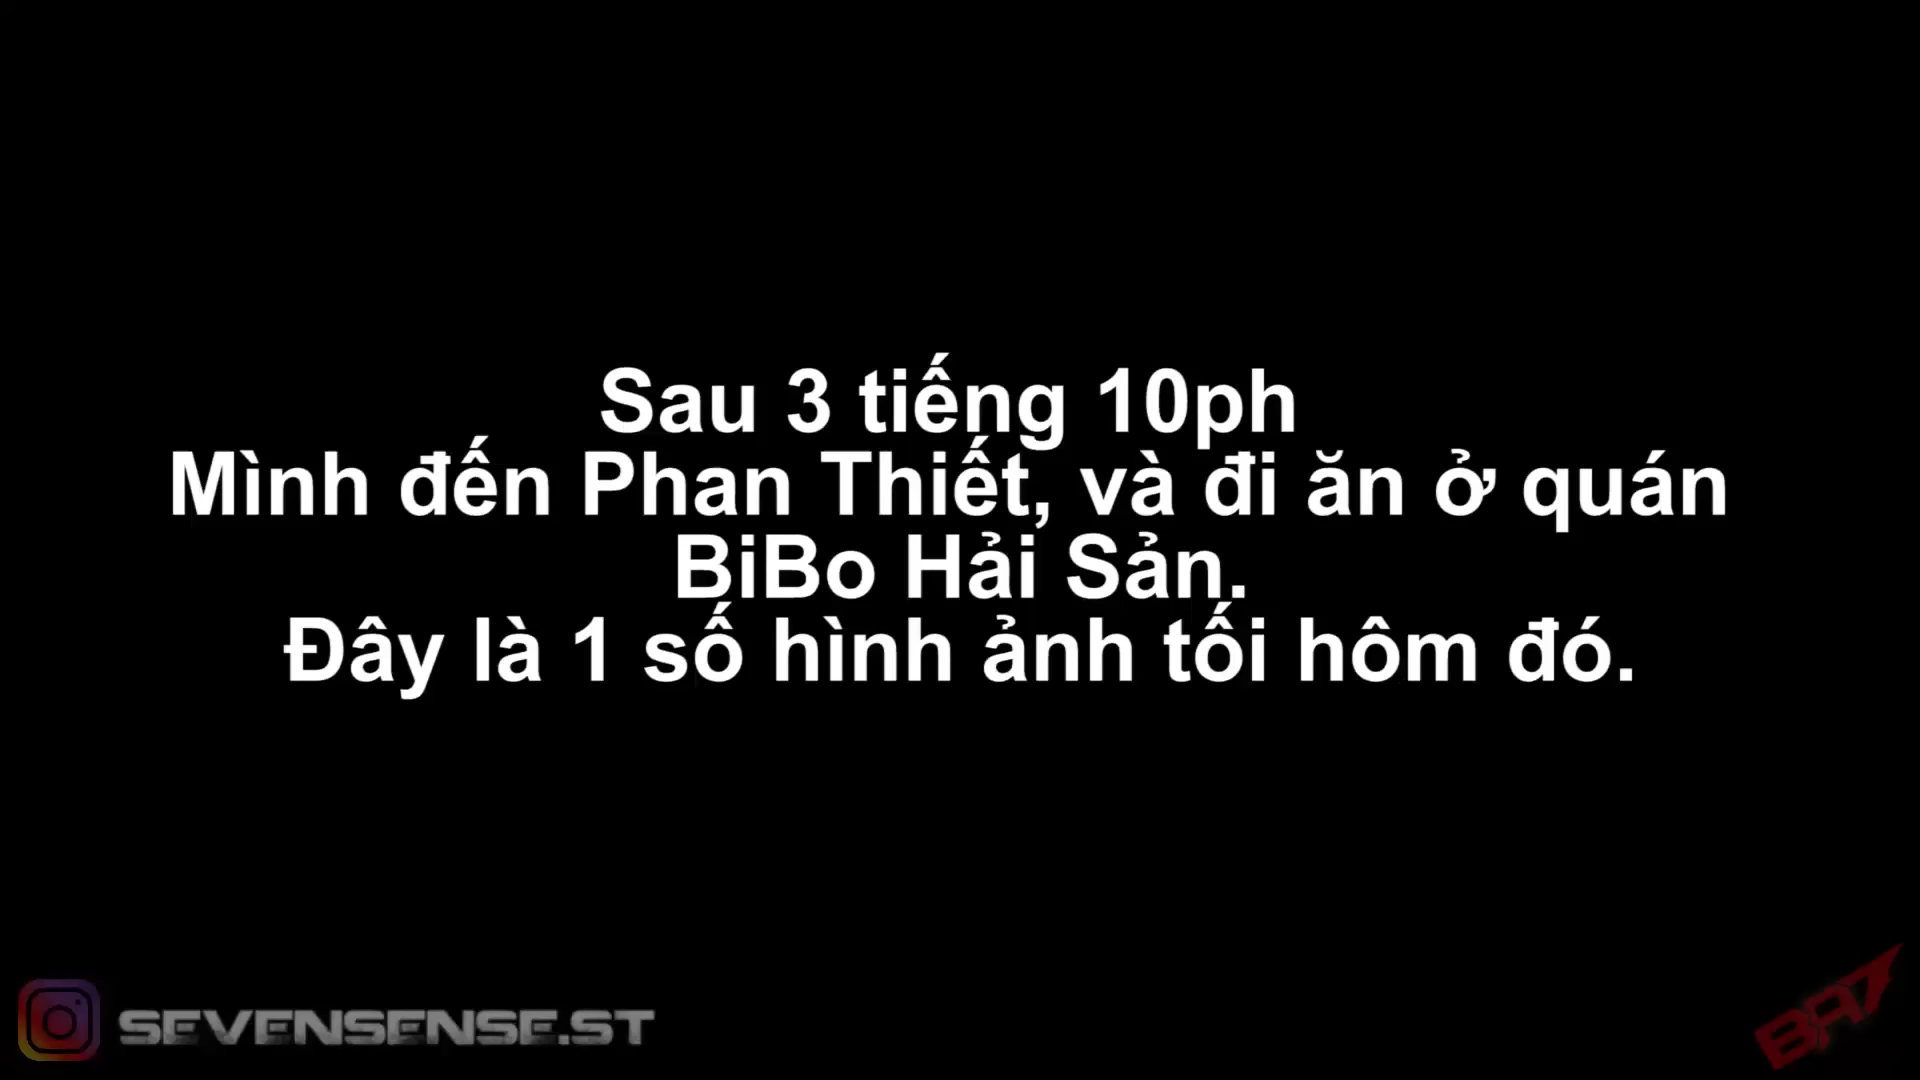 Sau 3 tiếng 10ph
Mình đến Phan Thiết, và đi ăn ở quán
BiBo Hải Sản.
Đây là 1 số hình ảnh tối hôm đó.
SEVENSENSE.ST
BA7